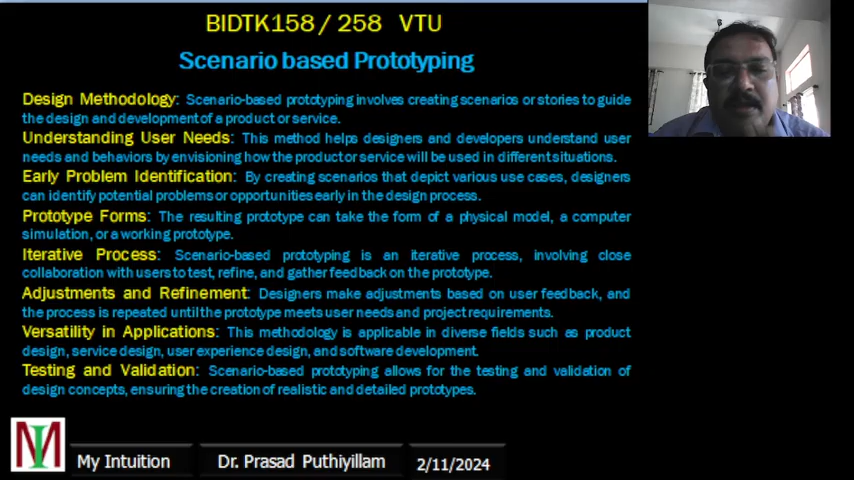 BIDTK158 / 258 VTU
Scenario based Prototyping
Design Methodology: Scenario-based prototyping involves creating scenarios or stories to guide
the design and development of a product or service.
Understanding User Needs: This method helps designers and developers understand user
needs and behaviors by envisioning how the product or service will be used in different situations.
Early Problem Identification: By creating scenarios that depict various use cases, designers
can identify potential problems or opportunities early in the design process.
Prototype Forms: The resulting prototype can take the form of a physical model, a computer
simulation, or a working prototype.
Iterative Process: Scenario-based prototyping is an iterative process, involving close
collaboration with users to test, refine, and gather feedback on the prototype.
Adjustments and Refinement: Designers make adjustments based on user feedback, and
the process is repeated until the prototype meets user needs and project requirements.
Versatility in Applications: This methodology is applicable in diverse fields such as product
design, service design, user experience design, and software development.
Testing and Validation: Scenario-based prototyping allows for the testing and validation of
design concepts, ensuring the creation of realistic and detailed prototypes.
MI
My Intuition
Dr. Prasad Puthiyillam
2/11/2024